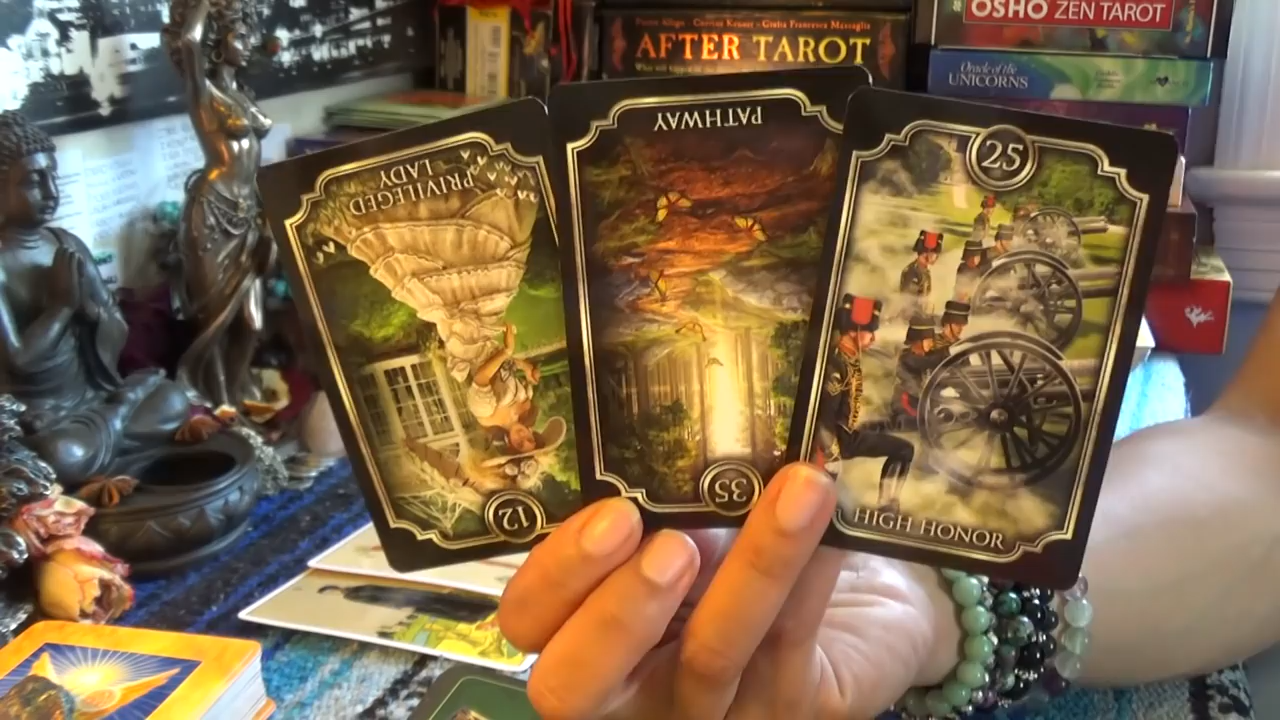 OSHO ZEN TAROT
AFTER TAROT
Oracle of the
UNICORNS
PRIVILEGED
LADY
12
PATHWAY
35
25
HIGH HONOR